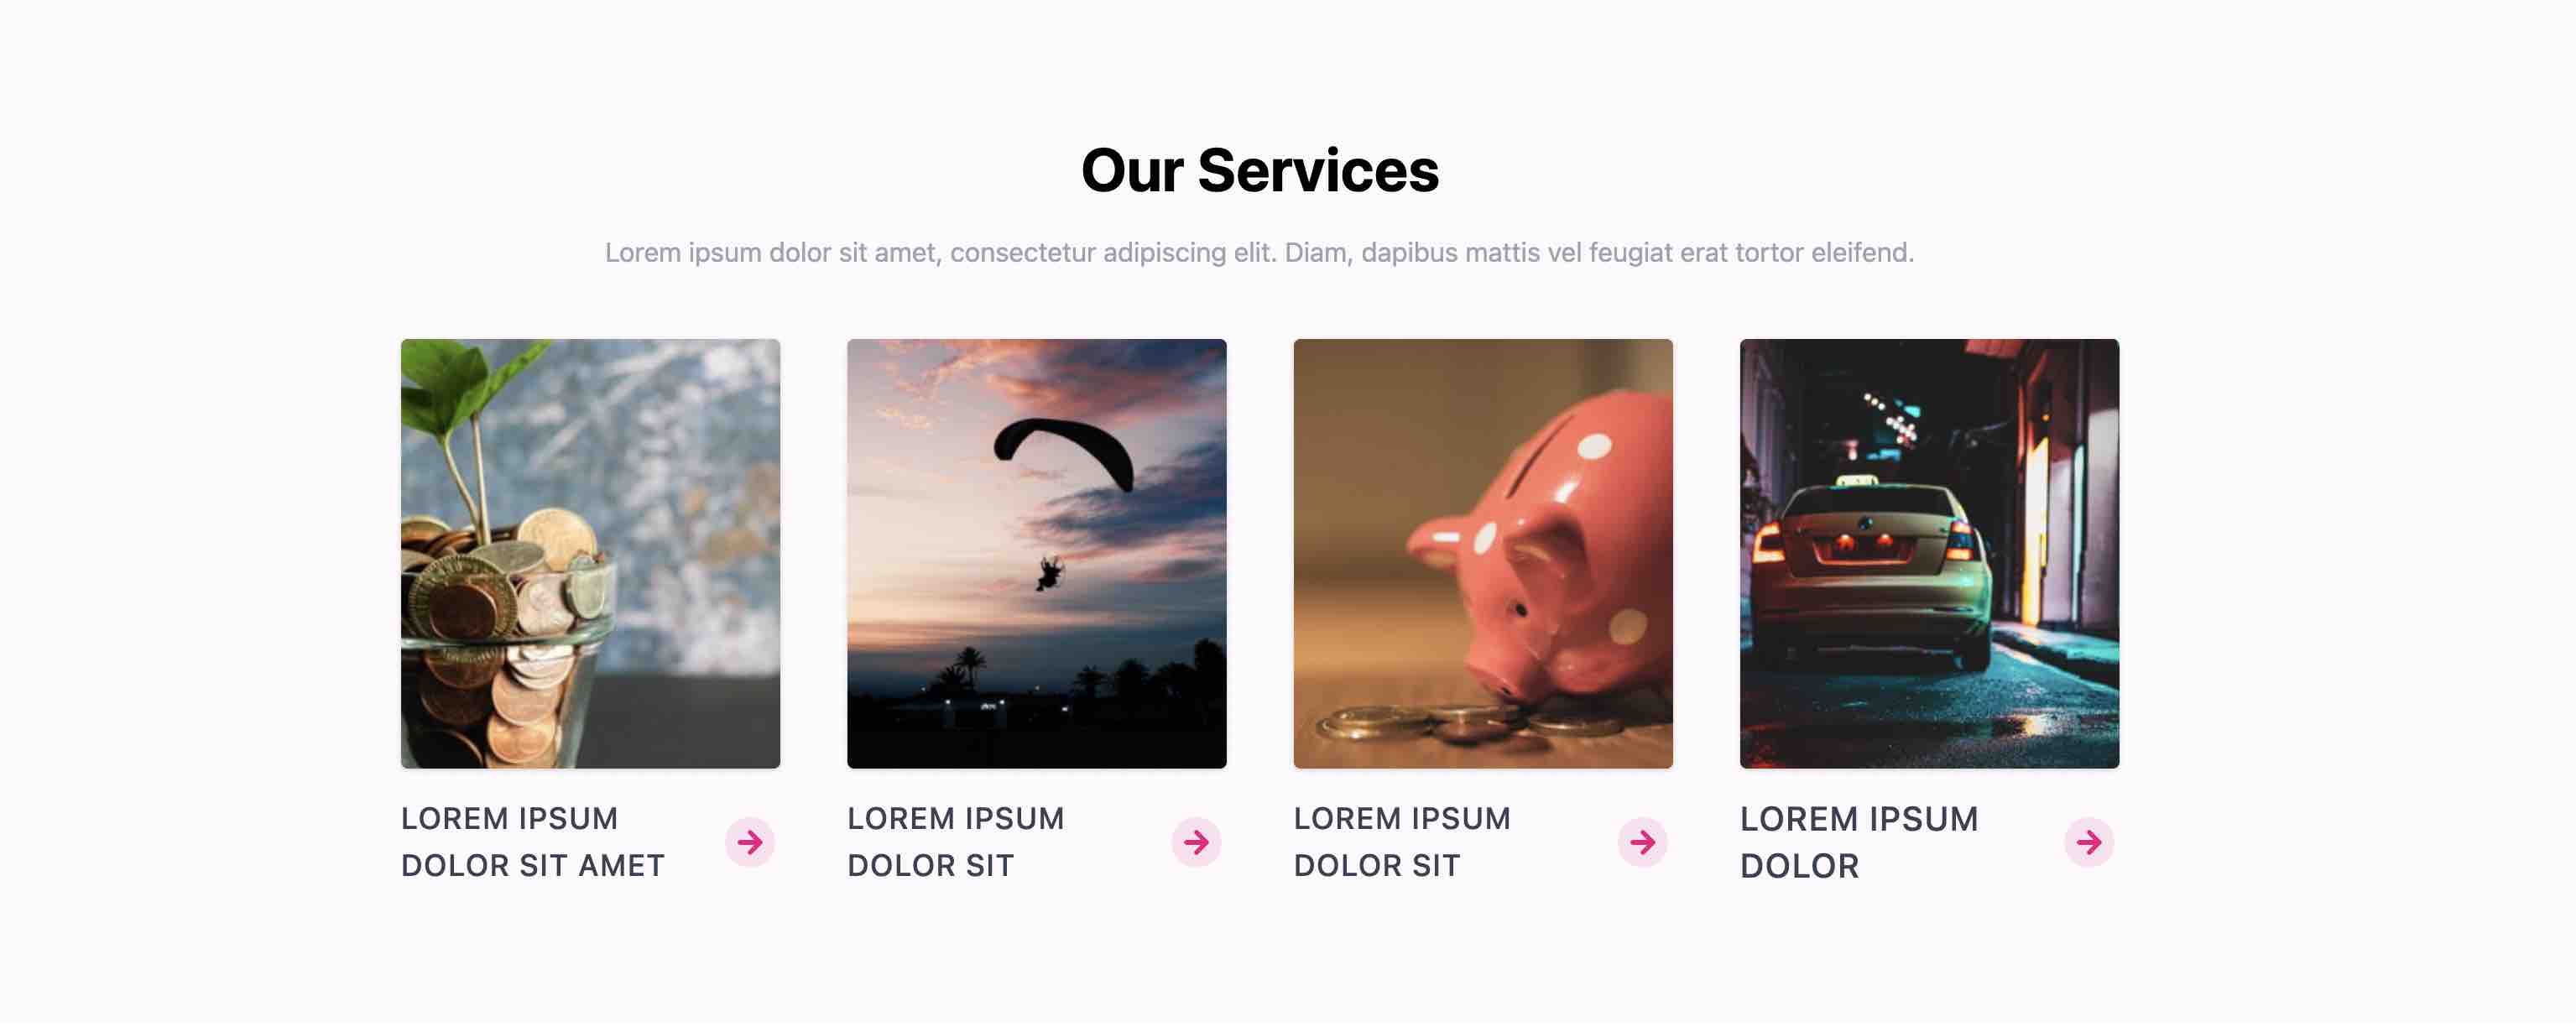 Our Services
Lorem ipsum dolor sit amet, consectetur adipiscing elit. Diam, dapibus mattis vel feugiat erat tortor eleifend.
LOREM IPSUM
DOLOR SIT AMET
LOREM IPSUM
DOLOR SIT
LOREM IPSUM
DOLOR SIT
LOREM IPSUM
DOLOR